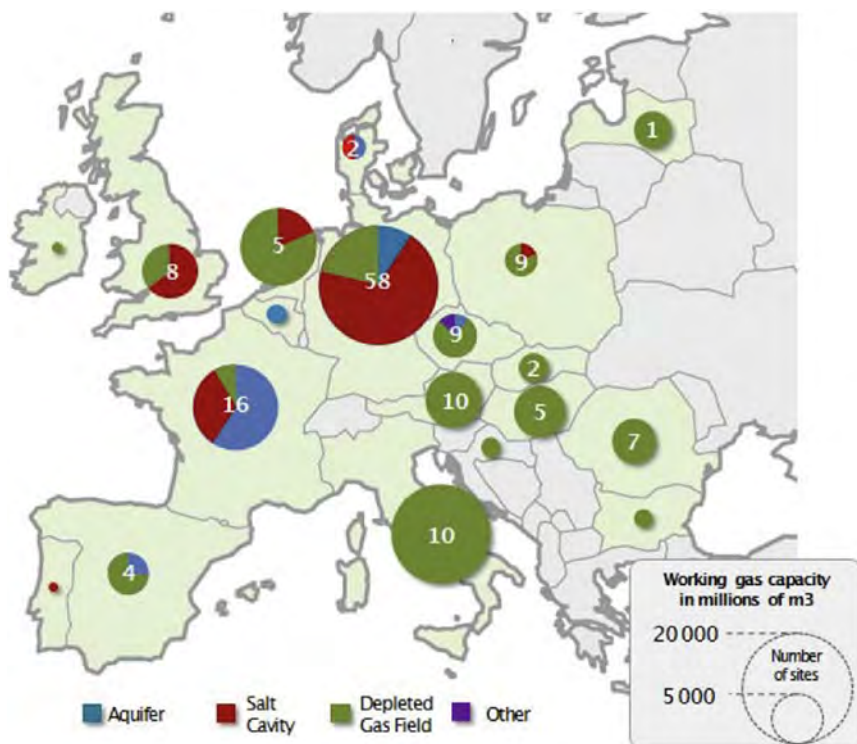 1
2
5
8
58
9
9
2
10
5
16
7
10
4
Working gas capacity
in millions of m3
20 000
Number
of sites
5 000
Aquifer
Salt
Cavity
Depleted
Gas Field
Other